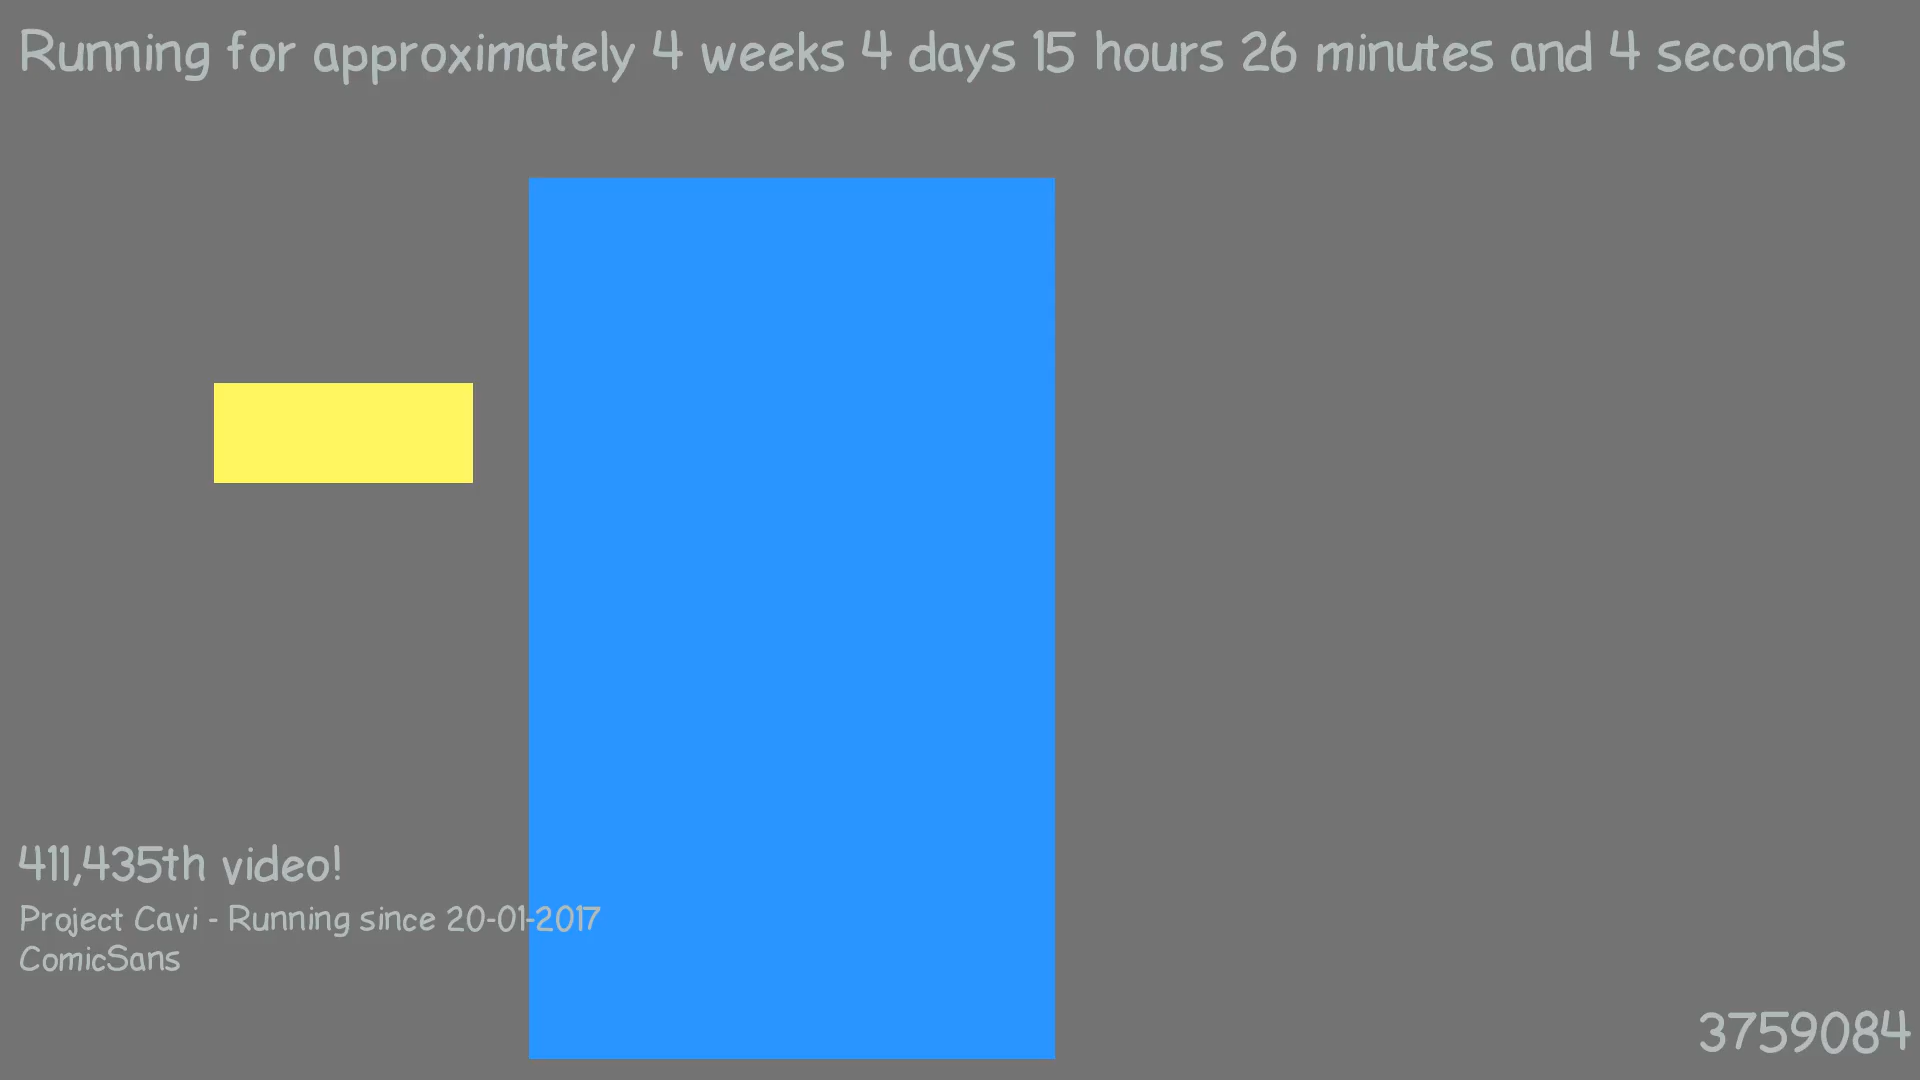 Running for approximately 4 weeks 4 days 15 hours 26 minutes and 4 seconds
411,435th video!
Project Cavi - Running since 20-01-2017
ComicSans
3759084